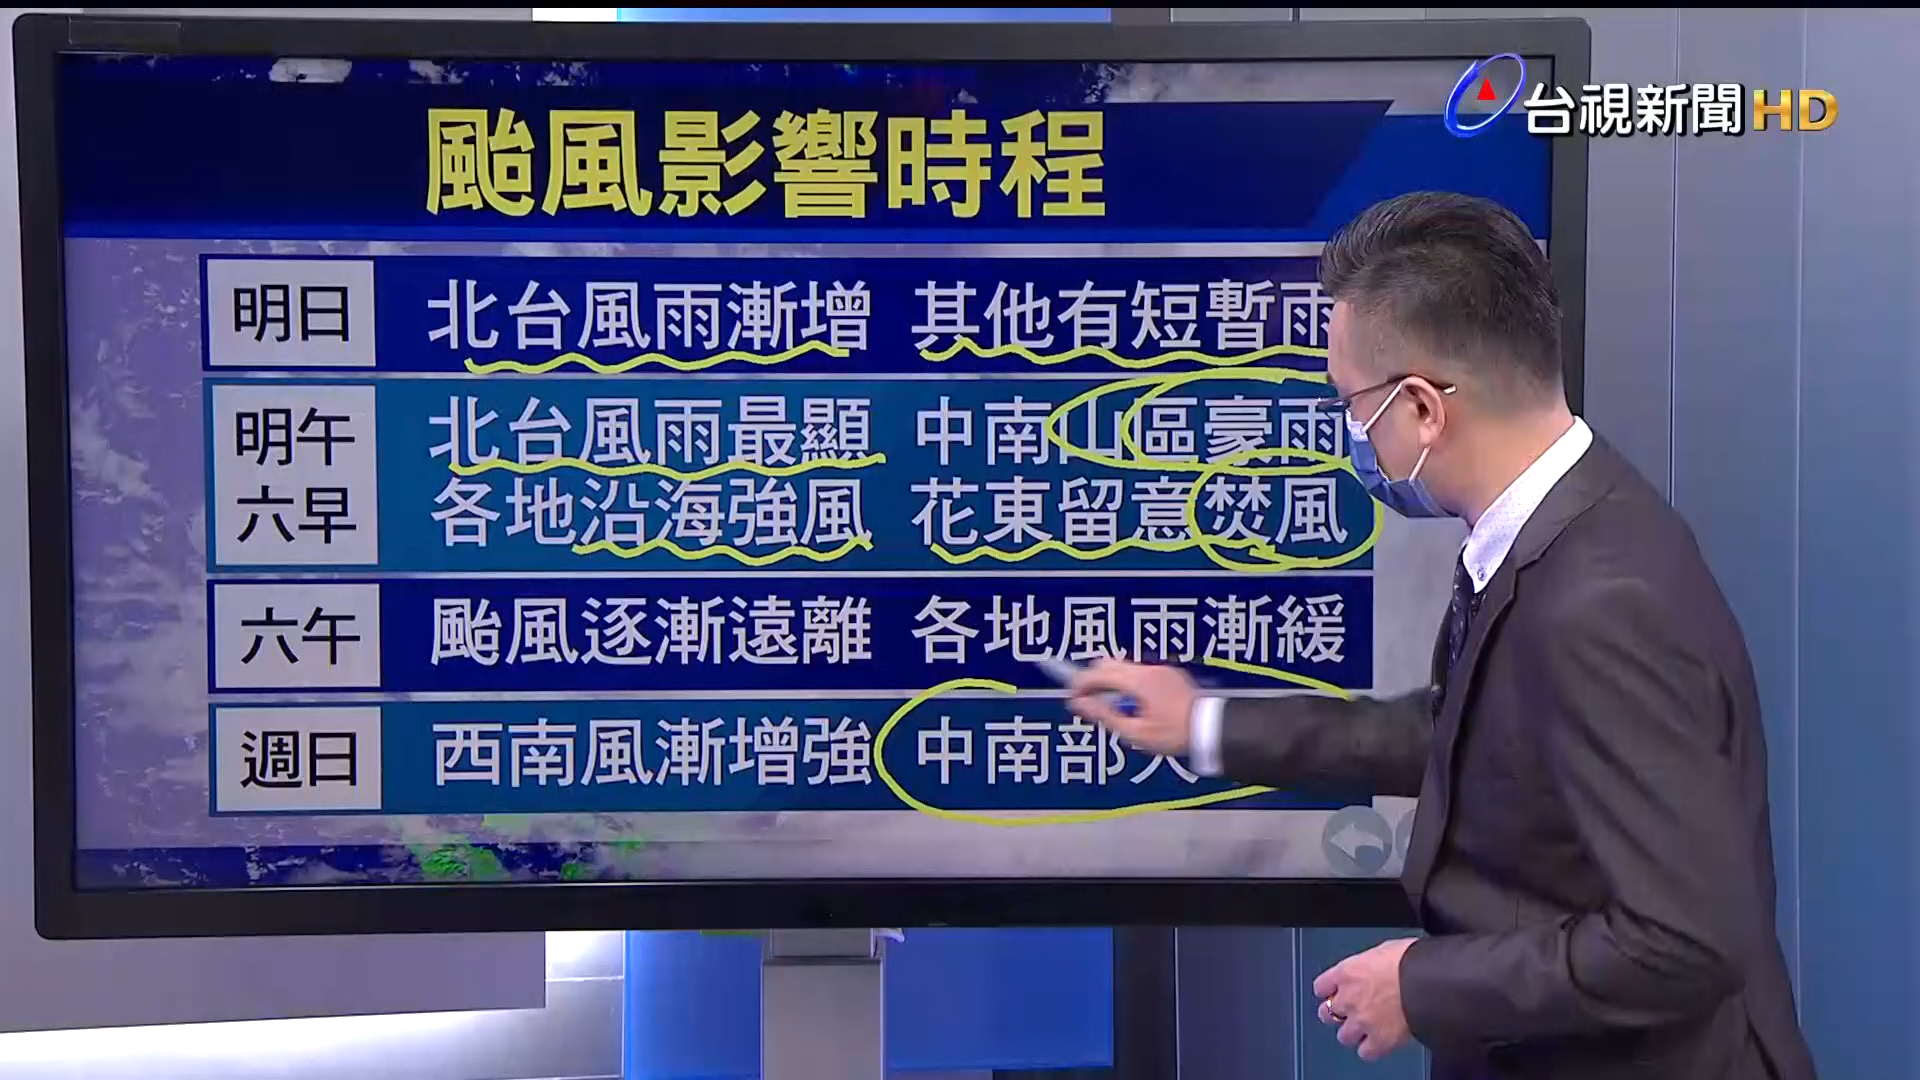 台視新聞HD
颱風影響時程
明日 北台風雨漸增 其他有短暫雨
明午 北台風雨最顯 中南山區豪雨
六早 各地沿海強風 花東留意焚風
六午 颱風逐漸遠離 各地風雨漸緩
週日 西南風漸增強 中南部